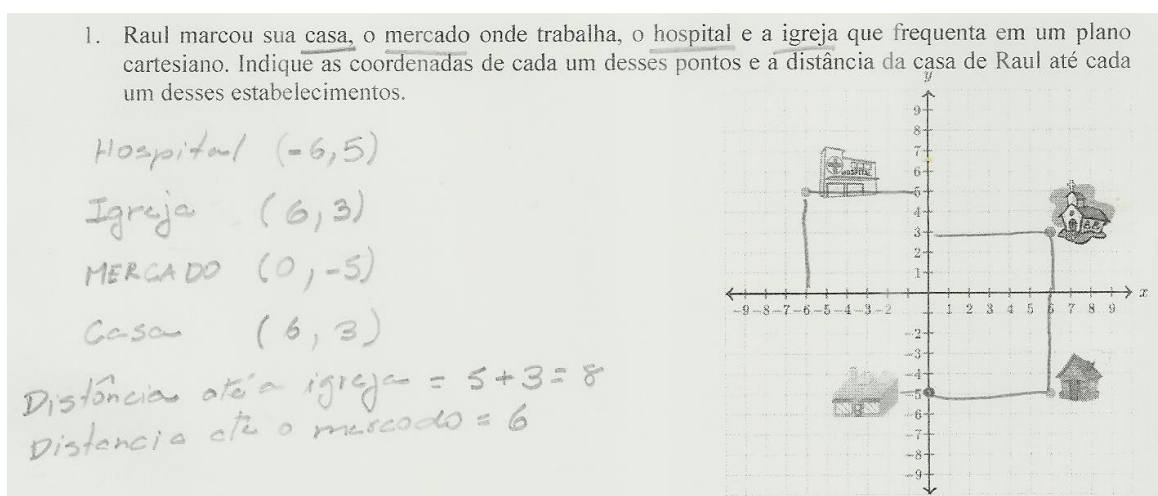 1. Raul marcou sua casa, o mercado onde trabalha, o hospital e a igreja que frequenta em um plano
cartesiano. Indique as coordenadas de cada um desses pontos e a distância da casa de Raul até cada
um desses estabelecimentos.
Hospital (-6,5)
Igreja (6,3)
MERCADO (0,-5)
Casa (6,3)
Distância até a igreja = 5+3=8
Distancia até o mercado = 6
y
9
8
7
6
5
4
3
2
1
HOSPITAL
-9 -8 -7 -6 -5 -4 -3 -2 1 2 3 4 5 6 7 8 9 x
-2
-3
-4
-5
-6
-7
-8
-9